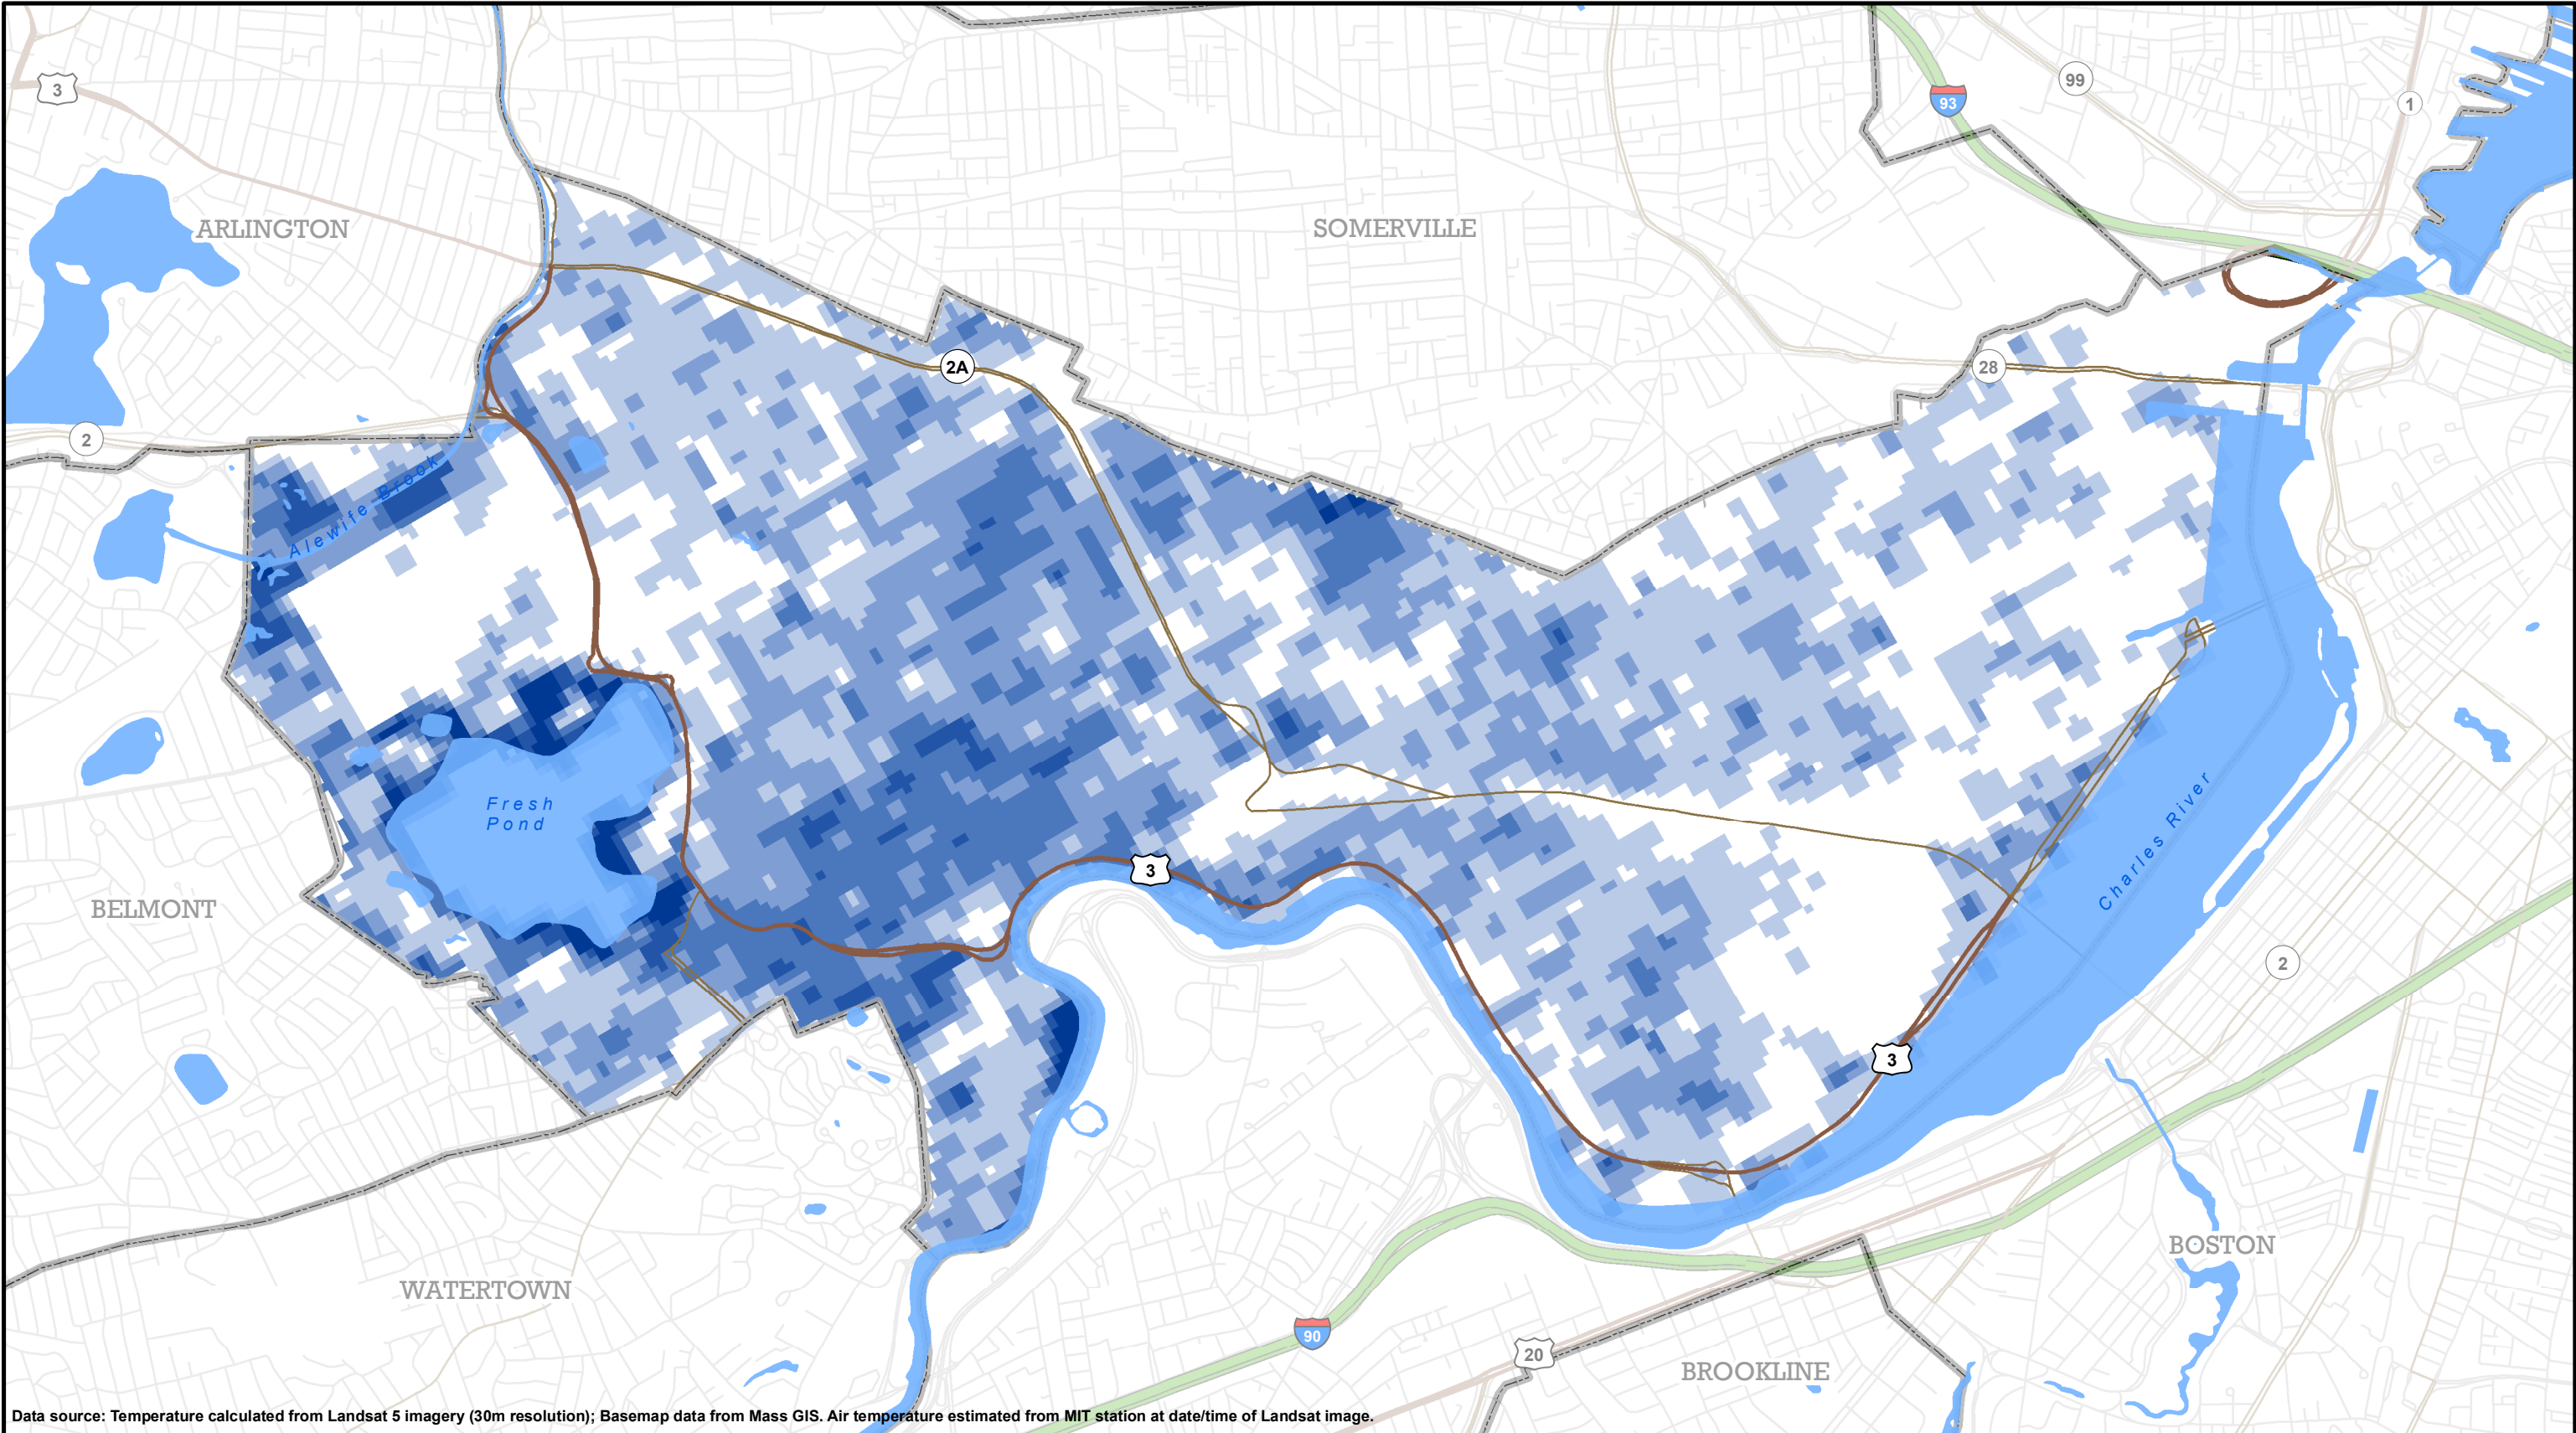 93
99
3
1
ARLINGTON
SOMERVILLE
2A
28
2
Alewife Brook
Fresh
Pond
Charles River
3
BELMONT
2
3
BOSTON
WATERTOWN
90
20
BROOKLINE
Data source: Temperature calculated from Landsat 5 imagery (30m resolution); Basemap data from Mass GIS. Air temperature estimated from MIT station at date/time of Landsat image.